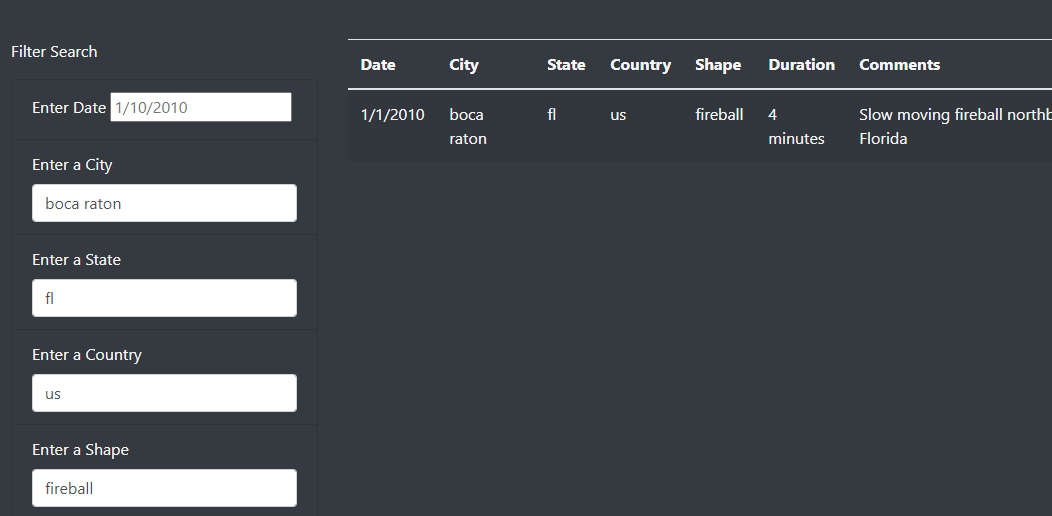 Filter Search
Enter Date 1/10/2010
Enter a City
boca raton
Enter a State
fl
Enter a Country
us
Enter a Shape
fireball
Date City State Country Shape Duration Comments
1/1/2010 boca fl us fireball 4 Slow moving fireball
raton minutes Florida